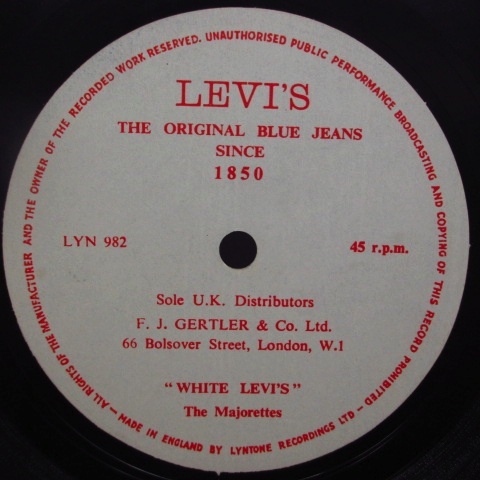 LEVI'S
THE ORIGINAL BLUE JEANS
SINCE
1850
LYN 982
45 r.p.m.
Sole U.K. Distributors
F. J. GERTLER & Co. Ltd.
66 Bolsover Street, London, W.1
"WHITE LEVI'S"
The Majorettes
ALL RIGHTS OF THE MANUFACTURER AND THE OWNER OF THE RECORDED WORK RESERVED. UNAUTHORISED PUBLIC PERFORMANCE BROADCASTING AND COPYING OF THIS RECORD PROHIBITED — MADE IN ENGLAND BY LYNTONE RECORDINGS LTD —